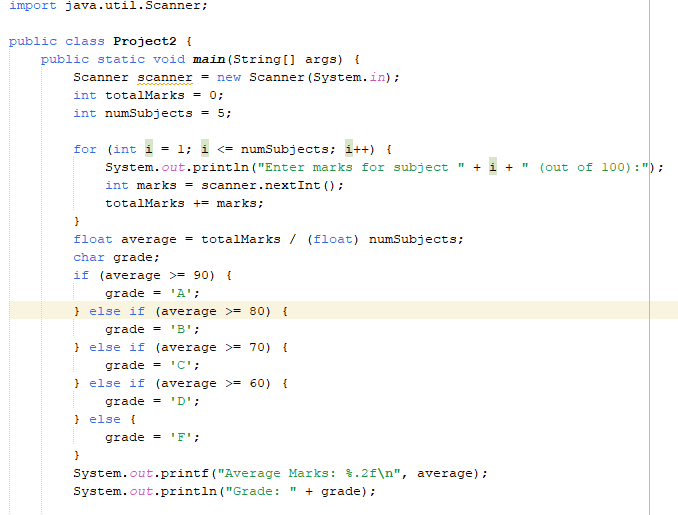 import java.util.Scanner;
public class Project2 {
public static void main(String[] args) {
Scanner scanner = new Scanner(System.in);
int totalMarks = 0;
int numSubjects = 5;
for (int i = 1; i <= numSubjects; i++) {
System.out.println("Enter marks for subject " + i + " (out of 100):");
int marks = scanner.nextInt();
totalMarks += marks;
}
float average = totalMarks / (float) numSubjects;
char grade;
if (average >= 90) {
grade = 'A';
} else if (average >= 80) {
grade = 'B';
} else if (average >= 70) {
grade = 'C';
} else if (average >= 60) {
grade = 'D';
} else {
grade = 'F';
}
System.out.printf("Average Marks: %.2f\n", average);
System.out.println("Grade: " + grade);